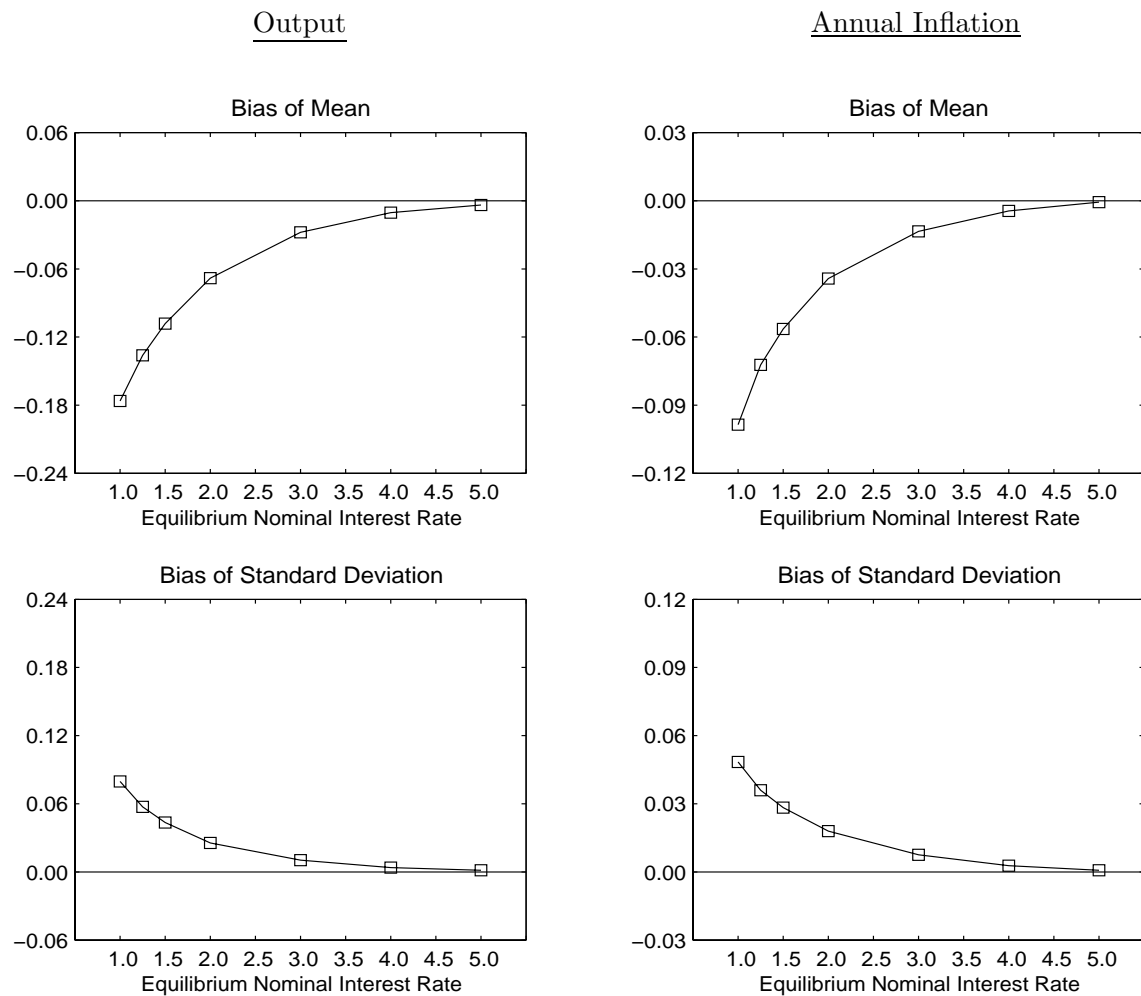 Output
Annual Inflation
Bias of Mean
0.06
0.00
−0.06
−0.12
−0.18
−0.24
1.0 1.5 2.0 2.5 3.0 3.5 4.0 4.5 5.0
Equilibrium Nominal Interest Rate
Bias of Mean
0.03
0.00
−0.03
−0.06
−0.09
−0.12
1.0 1.5 2.0 2.5 3.0 3.5 4.0 4.5 5.0
Equilibrium Nominal Interest Rate
Bias of Standard Deviation
0.24
0.18
0.12
0.06
0.00
−0.06
1.0 1.5 2.0 2.5 3.0 3.5 4.0 4.5 5.0
Equilibrium Nominal Interest Rate
Bias of Standard Deviation
0.12
0.09
0.06
0.03
0.00
−0.03
1.0 1.5 2.0 2.5 3.0 3.5 4.0 4.5 5.0
Equilibrium Nominal Interest Rate